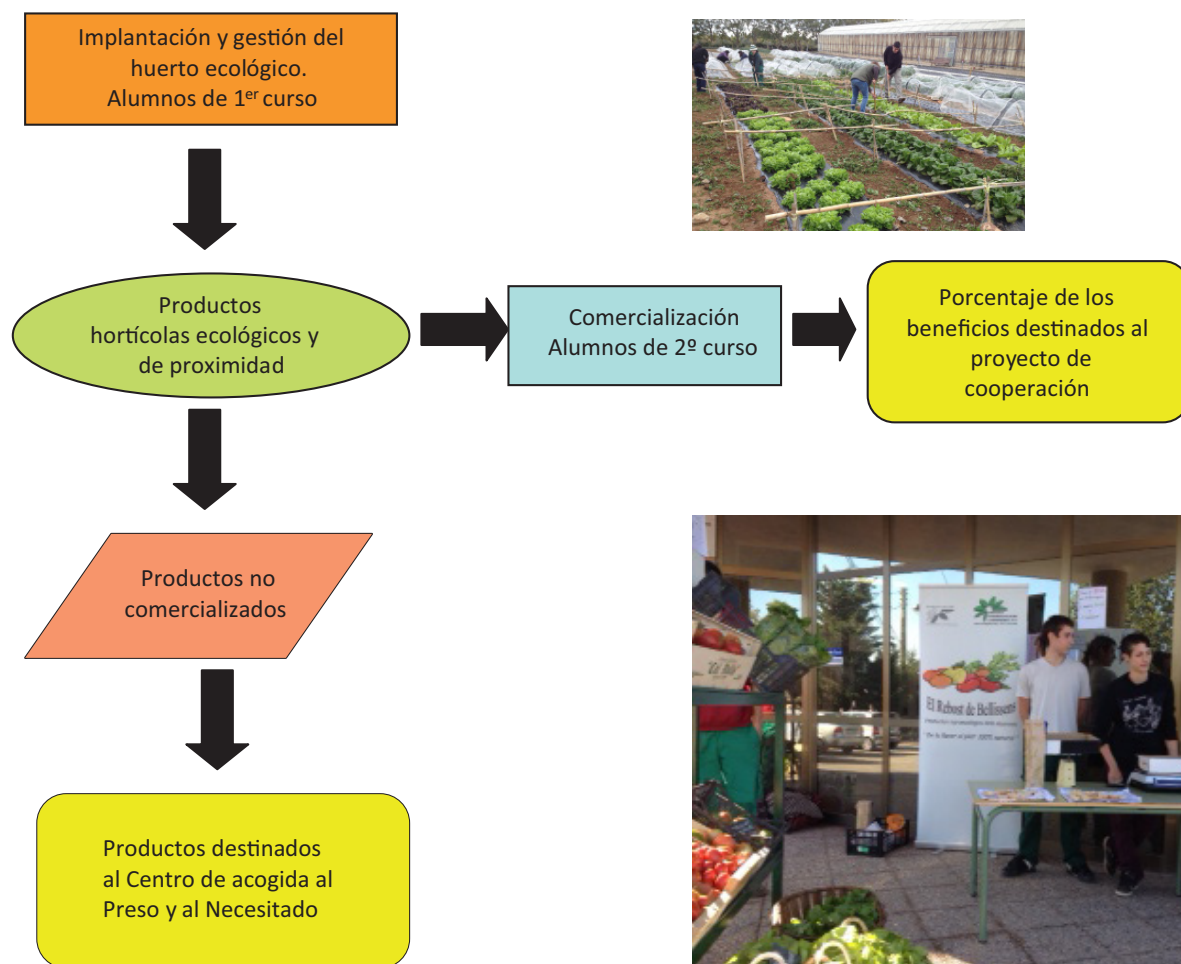 Implantación y gestión del
huerto ecológico.
Alumnos de 1er curso
Productos
hortícolas ecológicos y
de proximidad
Comercialización
Alumnos de 2º curso
Porcentaje de los
beneficios destinados al
proyecto de
cooperación
Productos no
comercializados
Productos destinados
al Centro de acogida al
Preso y al Necesitado
El Rebost de Bellissens